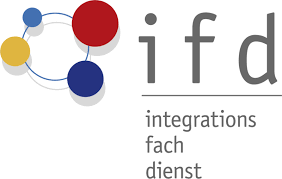 ifd
integrations
fach
dienst